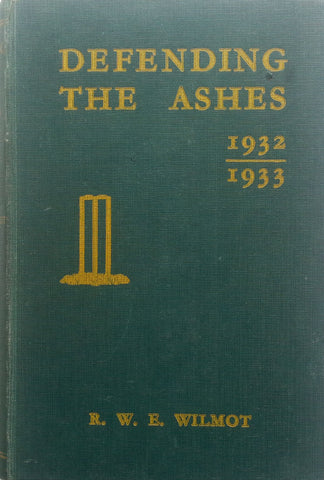 DEFENDING
THE ASHES
1932
1933
R. W. E. WILMOT